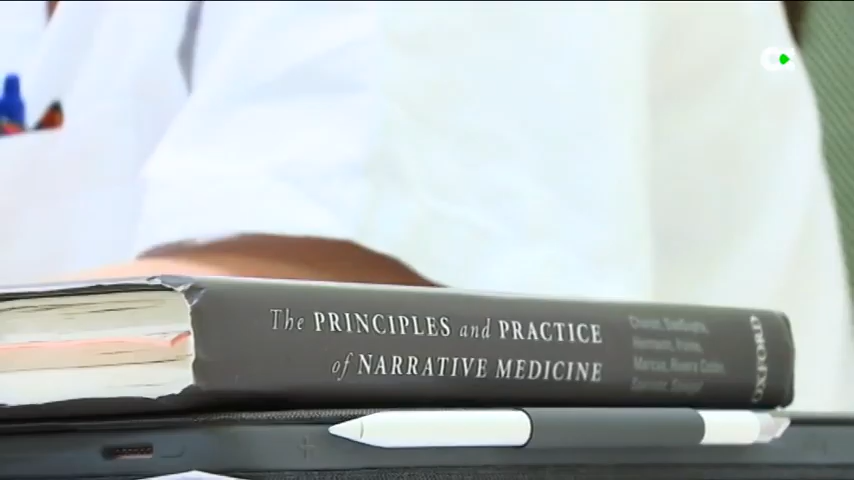 The PRINCIPLES and PRACTICE
of NARRATIVE MEDICINE
OXFORD